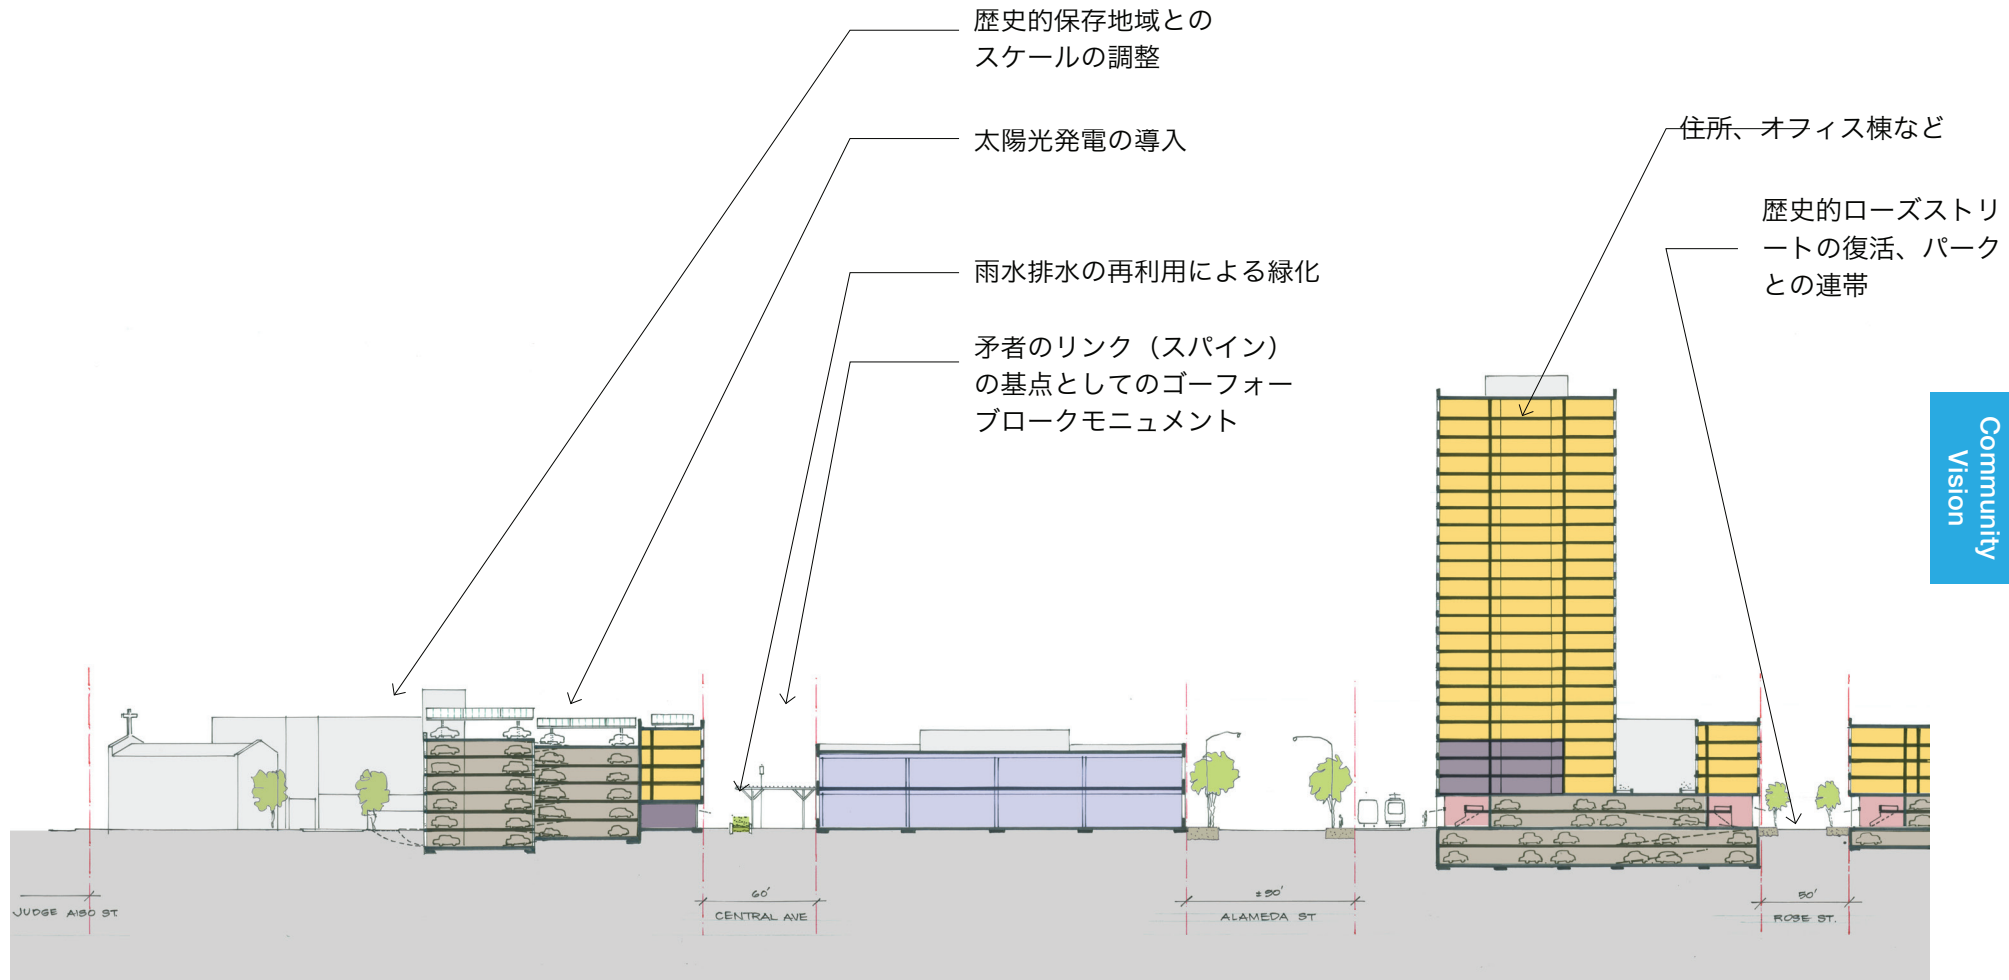 歴史的保存地域との
スケールの調整
太陽光発電の導入
雨水排水の再利用による緑化
矛者のリンク（スパイン）
の基点としてのゴーフォー
ブロークモニュメント
住所、オフィス棟など
歴史的ローズストリ
ートの復活、パーク
との連帯
Community
Vision
JUDGE AISO ST.
60'
CENTRAL AVE
±90'
ALAMEDA ST
50'
ROSE ST.